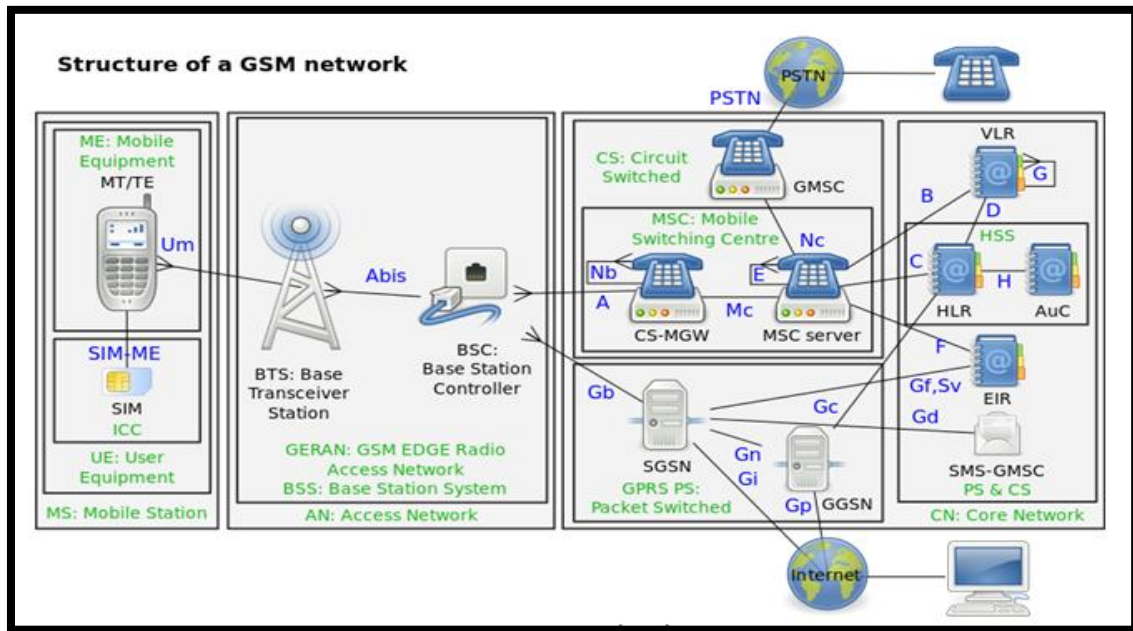 Structure of a GSM network
PSTN
PSTN
ME: Mobile
Equipment
MT/TE
Um
SIM-ME
SIM
ICC
UE: User
Equipment
MS: Mobile Station
Abis
BTS: Base
Transceiver
Station
BSC:
Base Station
Controller
GERAN: GSM EDGE Radio
Access Network
BSS: Base Station System
AN: Access Network
CS: Circuit
Switched
GMSC
MSC: Mobile
Switching Centre
Nc
Nb
E
A
Mc
CS-MGW
MSC server
VLR
G
B
D
HSS
C
H
HLR
AuC
F
Gf,Sv
EIR
Gb
Gc
Gd
Gn
Gi
SGSN
SMS-GMSC
PS & CS
GPRS PS:
Packet Switched
Gp
GGSN
CN: Core Network
Internet